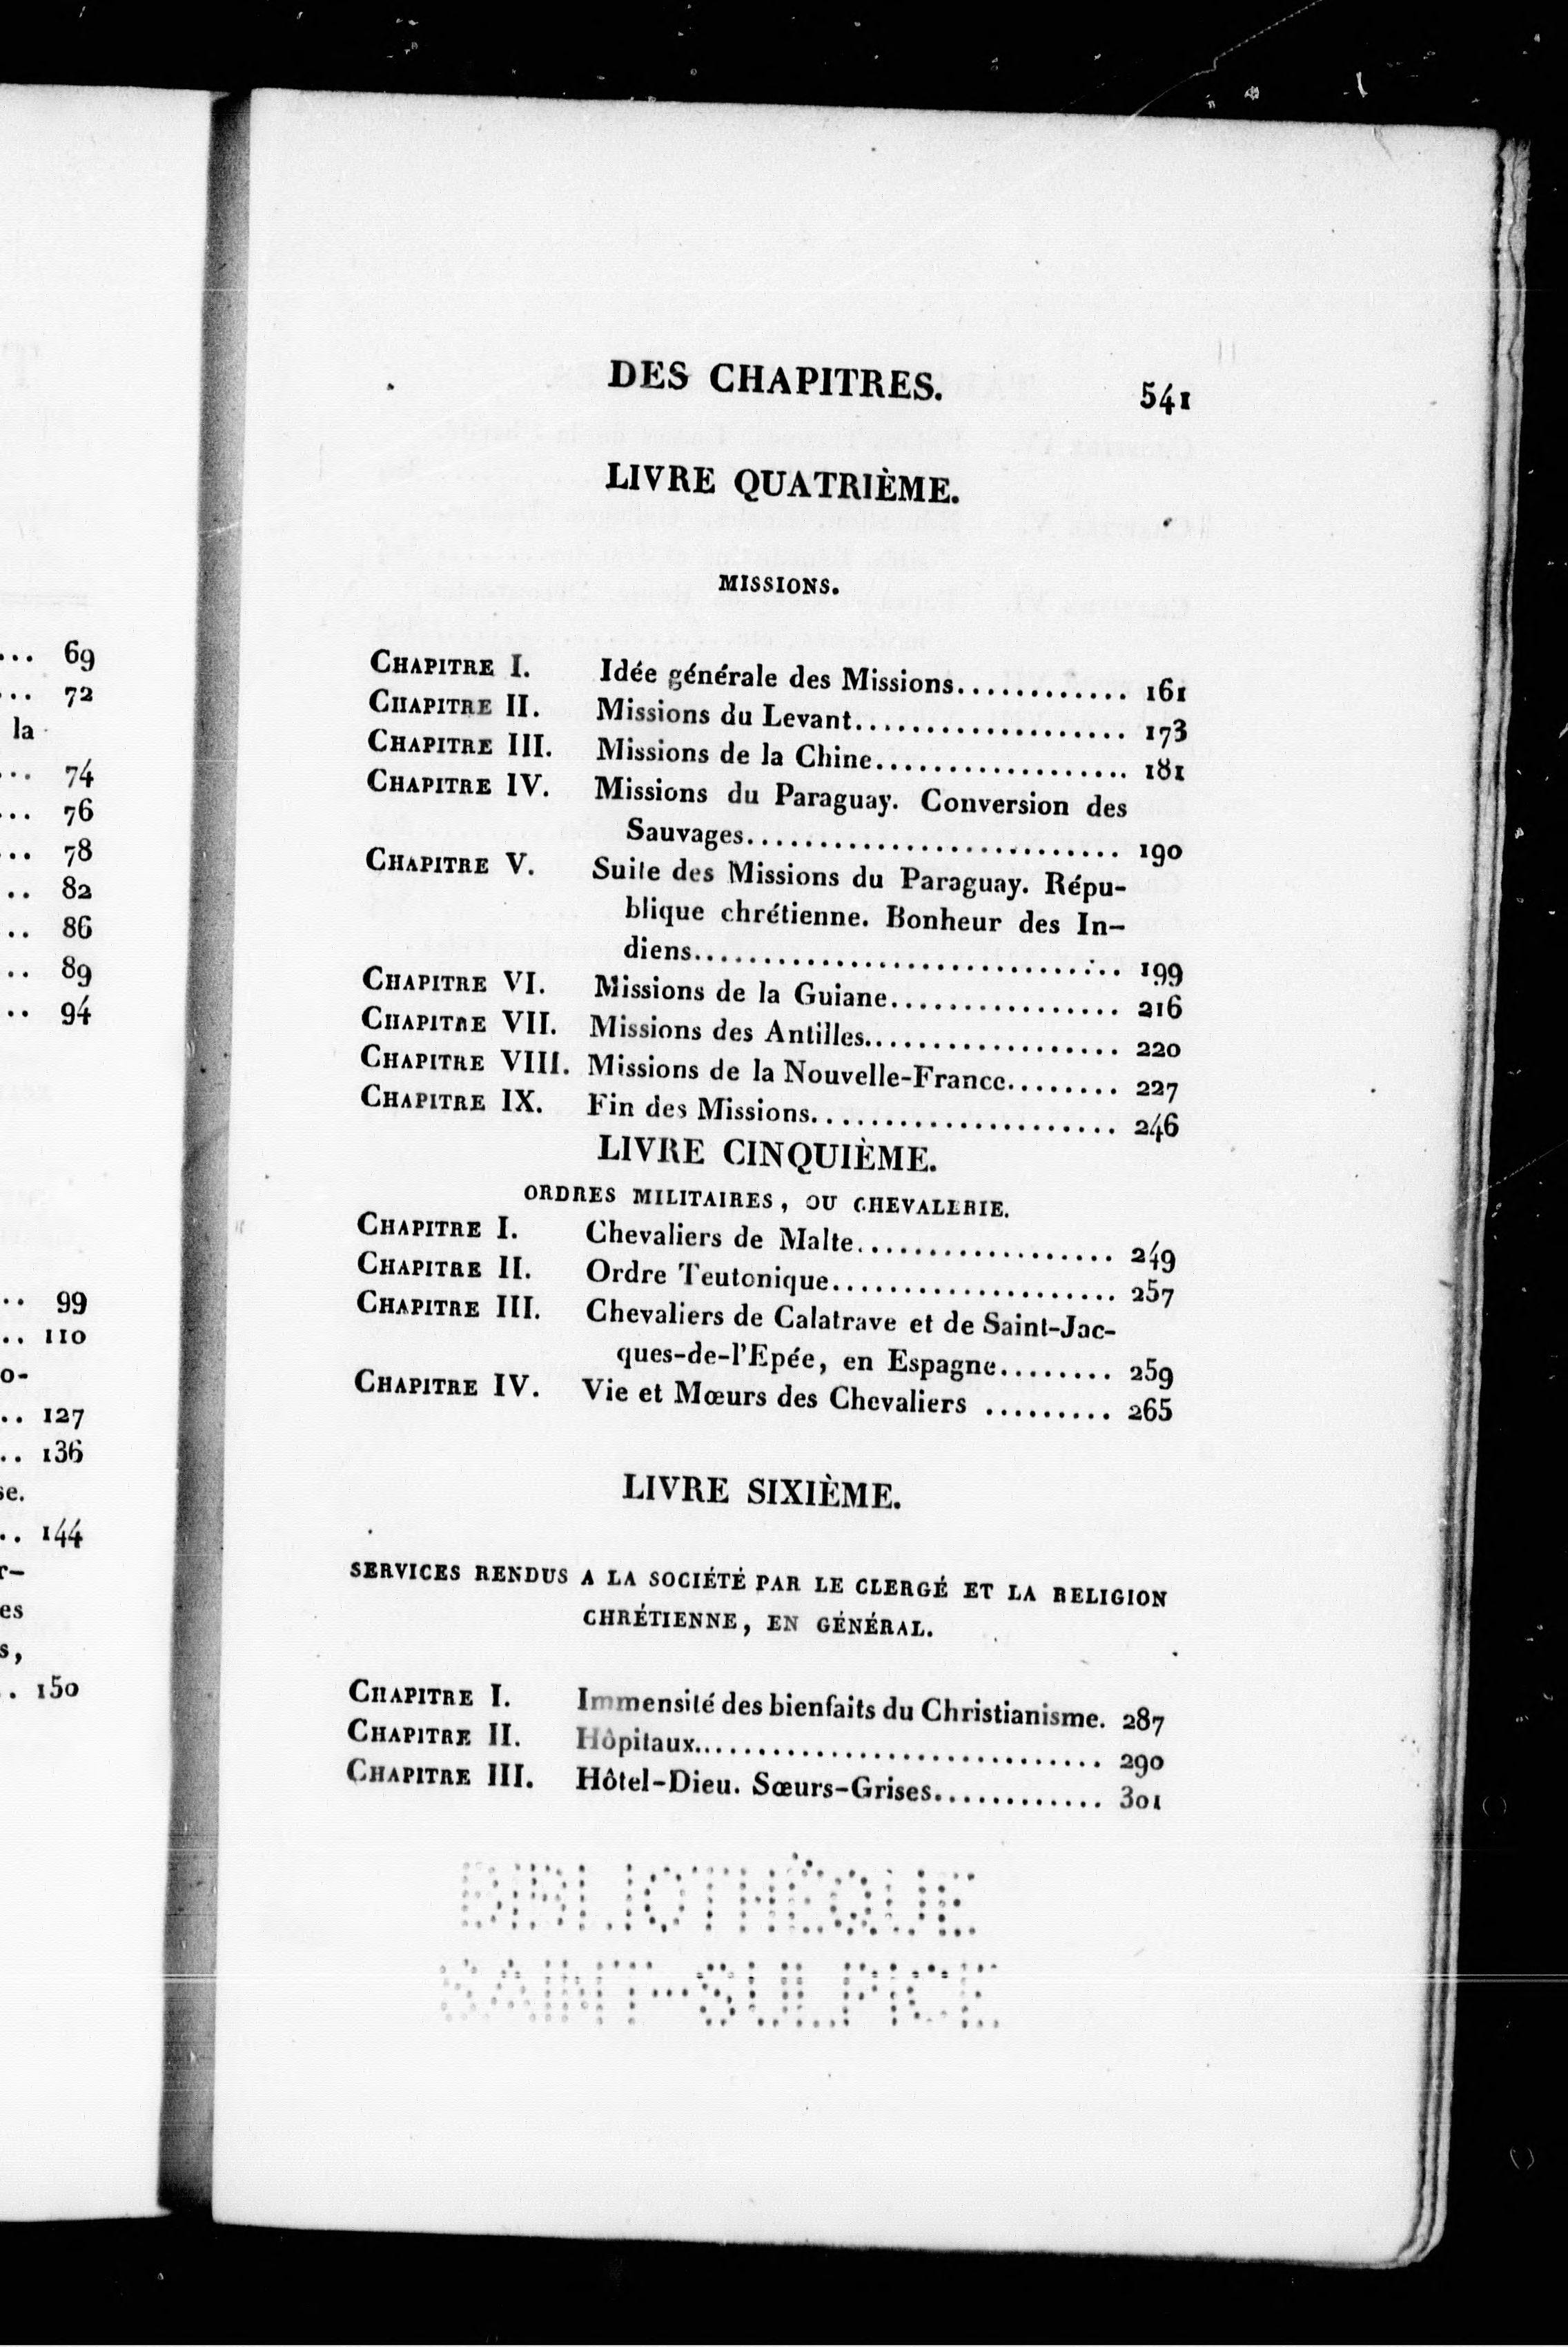 ... 69
... 72
la
... 74
... 76
... 78
.. 82
.. 86
.. 89
.. 94
.. 99
.. 110
o-
.. 127
.. 136
se.
.. 144
r-
es
s,
. 150
DES CHAPITRES. 541
LIVRE QUATRIÈME.
MISSIONS.
CHAPITRE I. Idée générale des Missions............ 161
CHAPITRE II. Missions du Levant................... 173
CHAPITRE III. Missions de la Chine.................. 181
CHAPITRE IV. Missions du Paraguay. Conversion des
Sauvages.......................... 190
CHAPITRE V. Suite des Missions du Paraguay. Répu-
blique chrétienne. Bonheur des In-
diens.............................. 199
CHAPITRE VI. Missions de la Guiane................ 216
CHAPITRE VII. Missions des Antilles.................. 220
CHAPITRE VIII. Missions de la Nouvelle-France........ 227
CHAPITRE IX. Fin des Missions...................... 246
LIVRE CINQUIÈME.
ORDRES MILITAIRES, OU CHEVALERIE.
CHAPITRE I. Chevaliers de Malte.................. 249
CHAPITRE II. Ordre Teutonique.................... 257
CHAPITRE III. Chevaliers de Calatrave et de Saint-Jac-
ques-de-l'Epée, en Espagne........ 259
CHAPITRE IV. Vie et Mœurs des Chevaliers ......... 265
LIVRE SIXIÈME.
SERVICES RENDUS A LA SOCIÉTÉ PAR LE CLERGÉ ET LA RELIGION
CHRÉTIENNE, EN GÉNÉRAL.
CHAPITRE I. Immensité des bienfaits du Christianisme. 287
CHAPITRE II. Hôpitaux............................. 290
CHAPITRE III. Hôtel-Dieu. Sœurs-Grises............ 301
BIBLIOTHÈQUE
SAINT-SULPICE